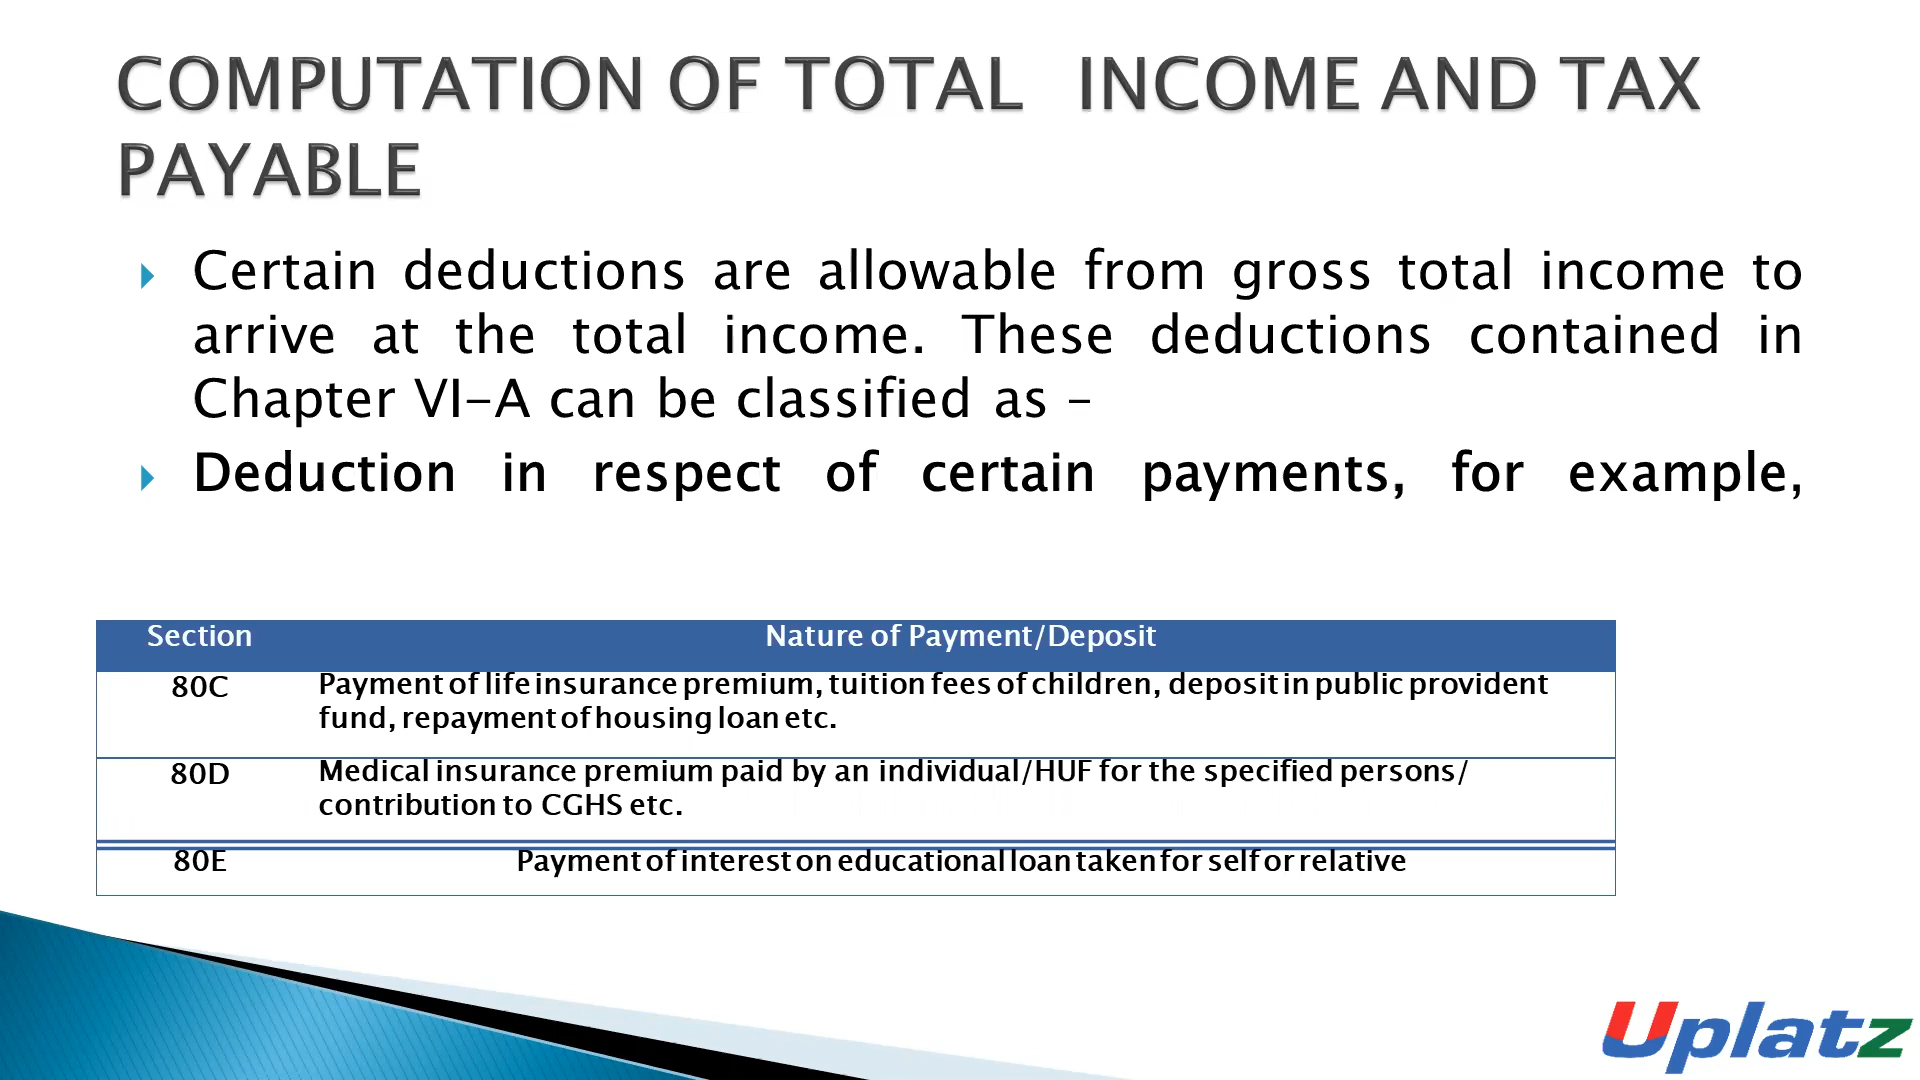 COMPUTATION OF TOTAL INCOME AND TAX
PAYABLE
Certain deductions are allowable from gross total income to
arrive at the total income. These deductions contained in
Chapter VI-A can be classified as –
Deduction in respect of certain payments, for example,
Section Nature of Payment/Deposit
80C Payment of life insurance premium, tuition fees of children, deposit in public provident
fund, repayment of housing loan etc.
80D Medical insurance premium paid by an individual/HUF for the specified persons/
contribution to CGHS etc.
80E Payment of interest on educational loan taken for self or relative
Uplatz